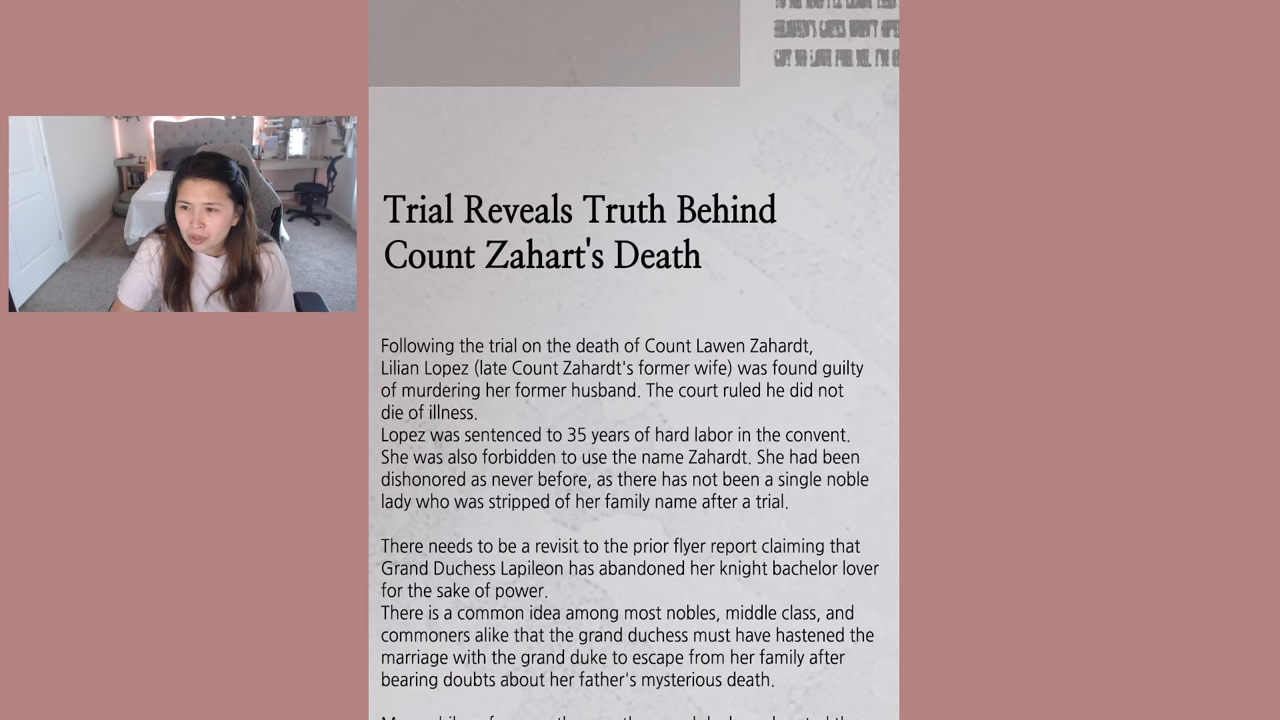 Trial Reveals Truth Behind
Count Zahart's Death
Following the trial on the death of Count Lawen Zahardt,
Lilian Lopez (late Count Zahardt's former wife) was found guilty
of murdering her former husband. The court ruled he did not
die of illness.
Lopez was sentenced to 35 years of hard labor in the convent.
She was also forbidden to use the name Zahardt. She had been
dishonored as never before, as there has not been a single noble
lady who was stripped of her family name after a trial.
There needs to be a revisit to the prior flyer report claiming that
Grand Duchess Lapileon has abandoned her knight bachelor lover
for the sake of power.
There is a common idea among most nobles, middle class, and
commoners alike that the grand duchess must have hastened the
marriage with the grand duke to escape from her family after
bearing doubts about her father's mysterious death.